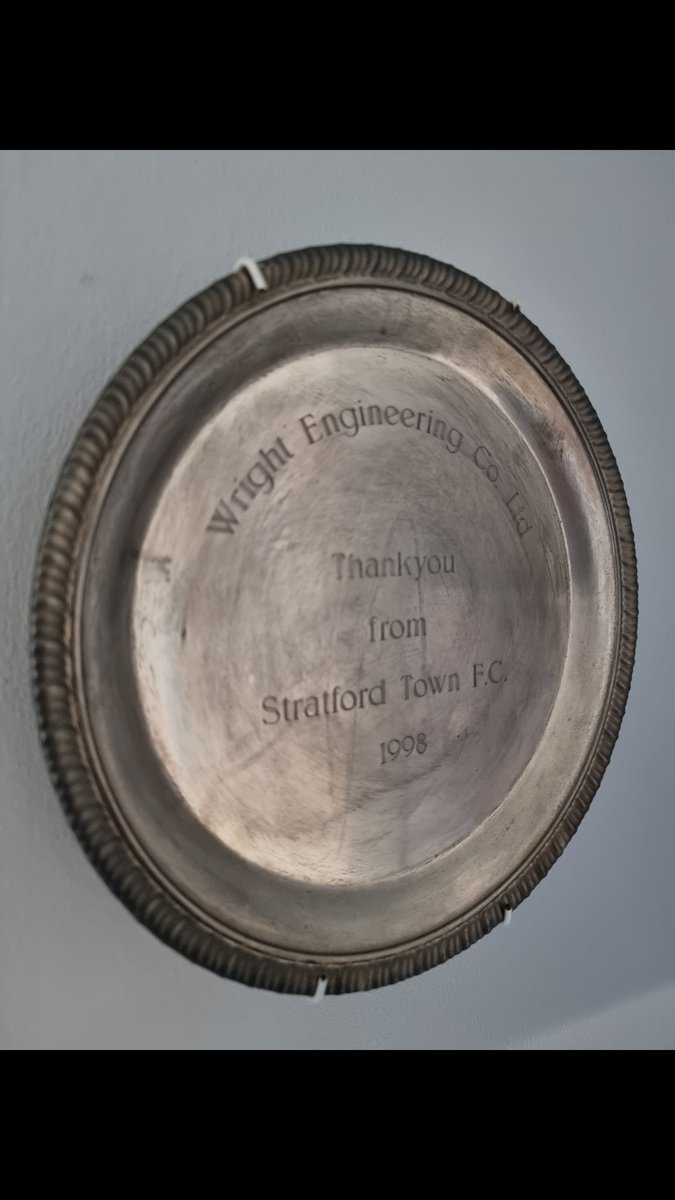 Wright Engineering Co. Ltd
Thankyou
from
Stratford Town F.C.
1998